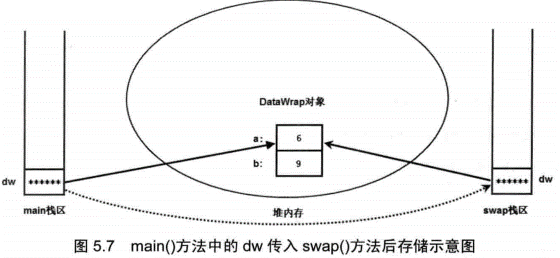 DataWrap对象
a: 6
b: 9
dw ****** ****** dw
main栈区 堆内存 swap栈区
图 5.7 main()方法中的 dw 传入 swap()方法后存储示意图